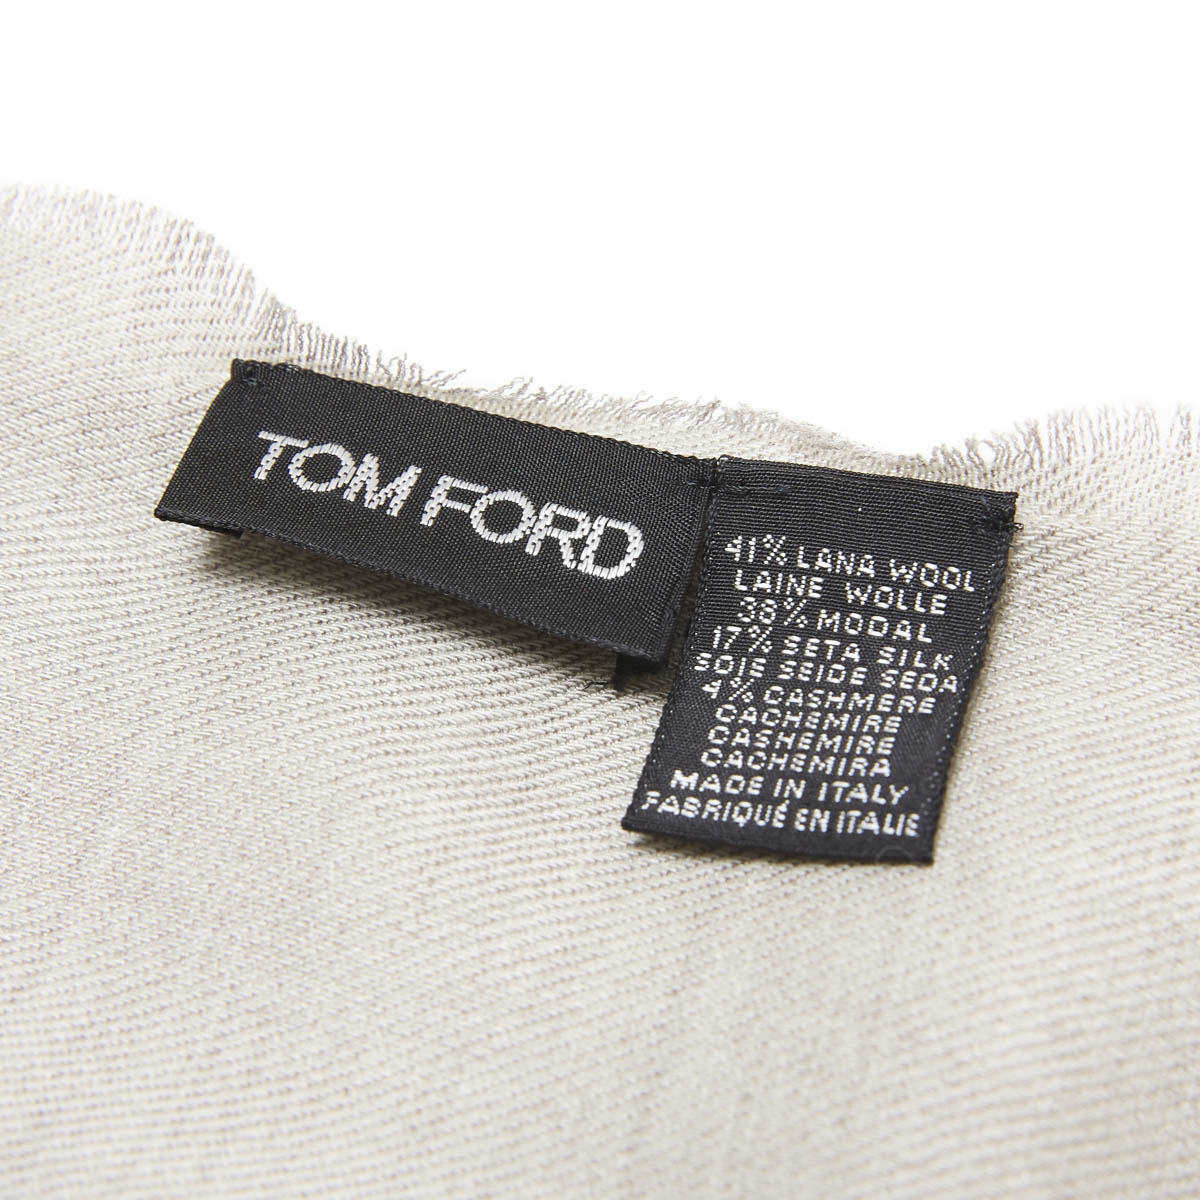 TOM FORD
41% LANA WOOL
LAINE WOLLE
38% MODAL
17% SETA SILK
SOIE SEIDE SEDA
4% CASHMERE
CACHEMIRE
CASHEMIRE
CACHEMIRA
MADE IN ITALY
FABRIQUÉ EN ITALIE